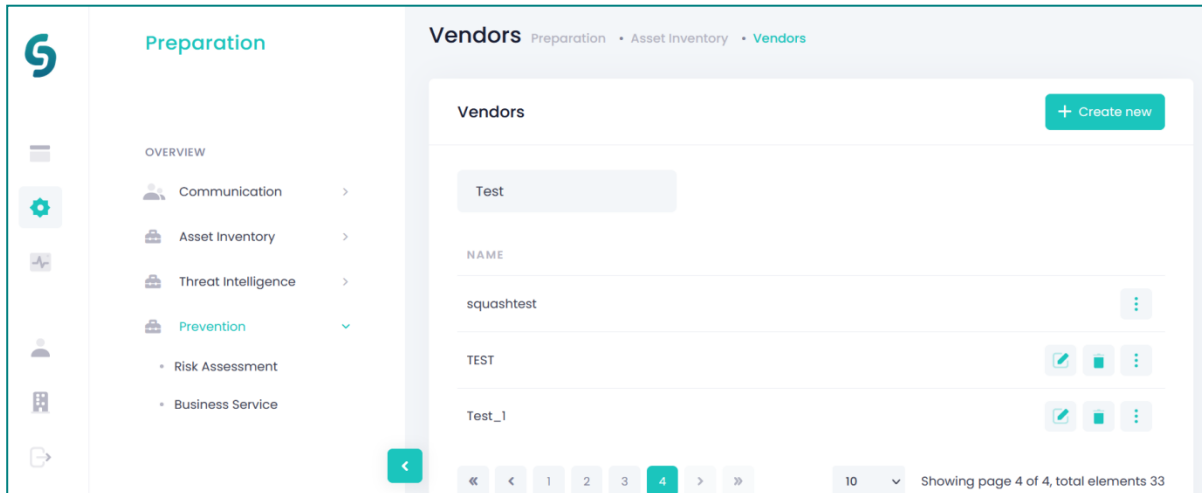 Preparation
OVERVIEW
Communication
Asset Inventory
Threat Intelligence
Prevention
Risk Assessment
Business Service
Vendors Preparation • Asset Inventory • Vendors
Vendors
+ Create new
Test
NAME
squashtest
TEST
Test_1
« < 1 2 3 4 > » 10 Showing page 4 of 4, total elements 33